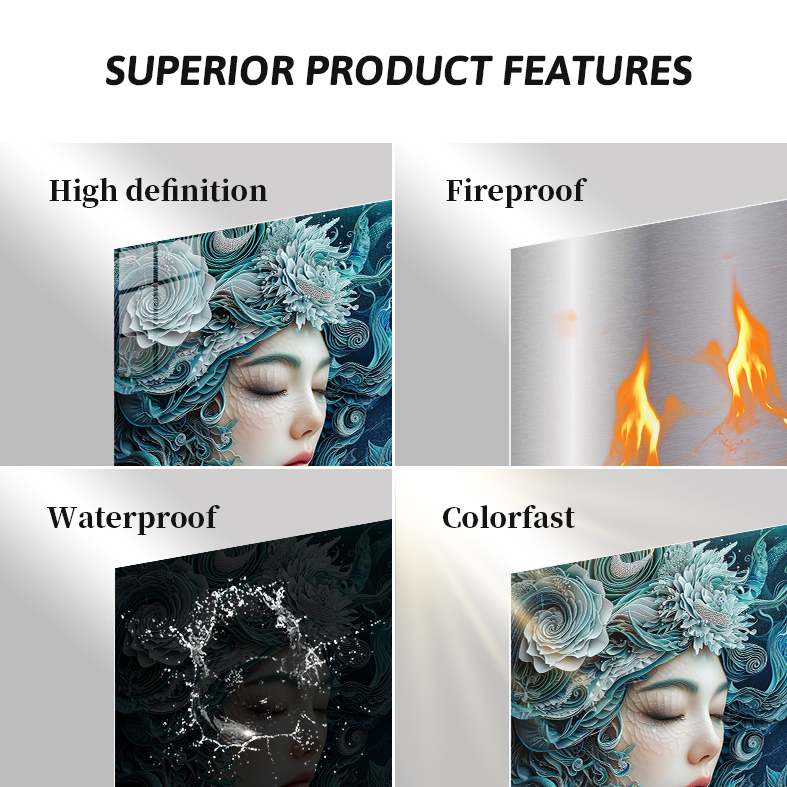 SUPERIOR PRODUCT FEATURES
High definition
Fireproof
Waterproof
Colorfast